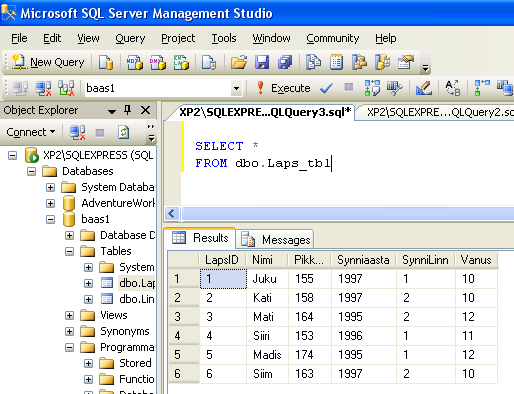 Microsoft SQL Server Management Studio
File Edit View Query Project Tools Window Community Help
New Query
baas1 Execute
Object Explorer
XP2\SQLEXPRE...QLQuery3.sql* XP2\SQLEXPRE...QLQuery2.sq
Connect
XP2\SQLEXPRESS (SQL
Databases
System Databa
AdventureWork
baas1
Database D
Tables
System
dbo.Lap
dbo.Lin
Views
Synonyms
Programma
Stored
Functio
Databa
SELECT *
FROM dbo.Laps_tbl
Results Messages
LapsID Nimi Pikk... Synniaasta SynniLinn Vanus
1 1 Juku 155 1997 1 10
2 2 Kati 158 1997 2 10
3 3 Mati 164 1995 2 12
4 4 Siiri 153 1996 1 11
5 5 Madis 174 1995 1 12
6 6 Siim 163 1997 2 10